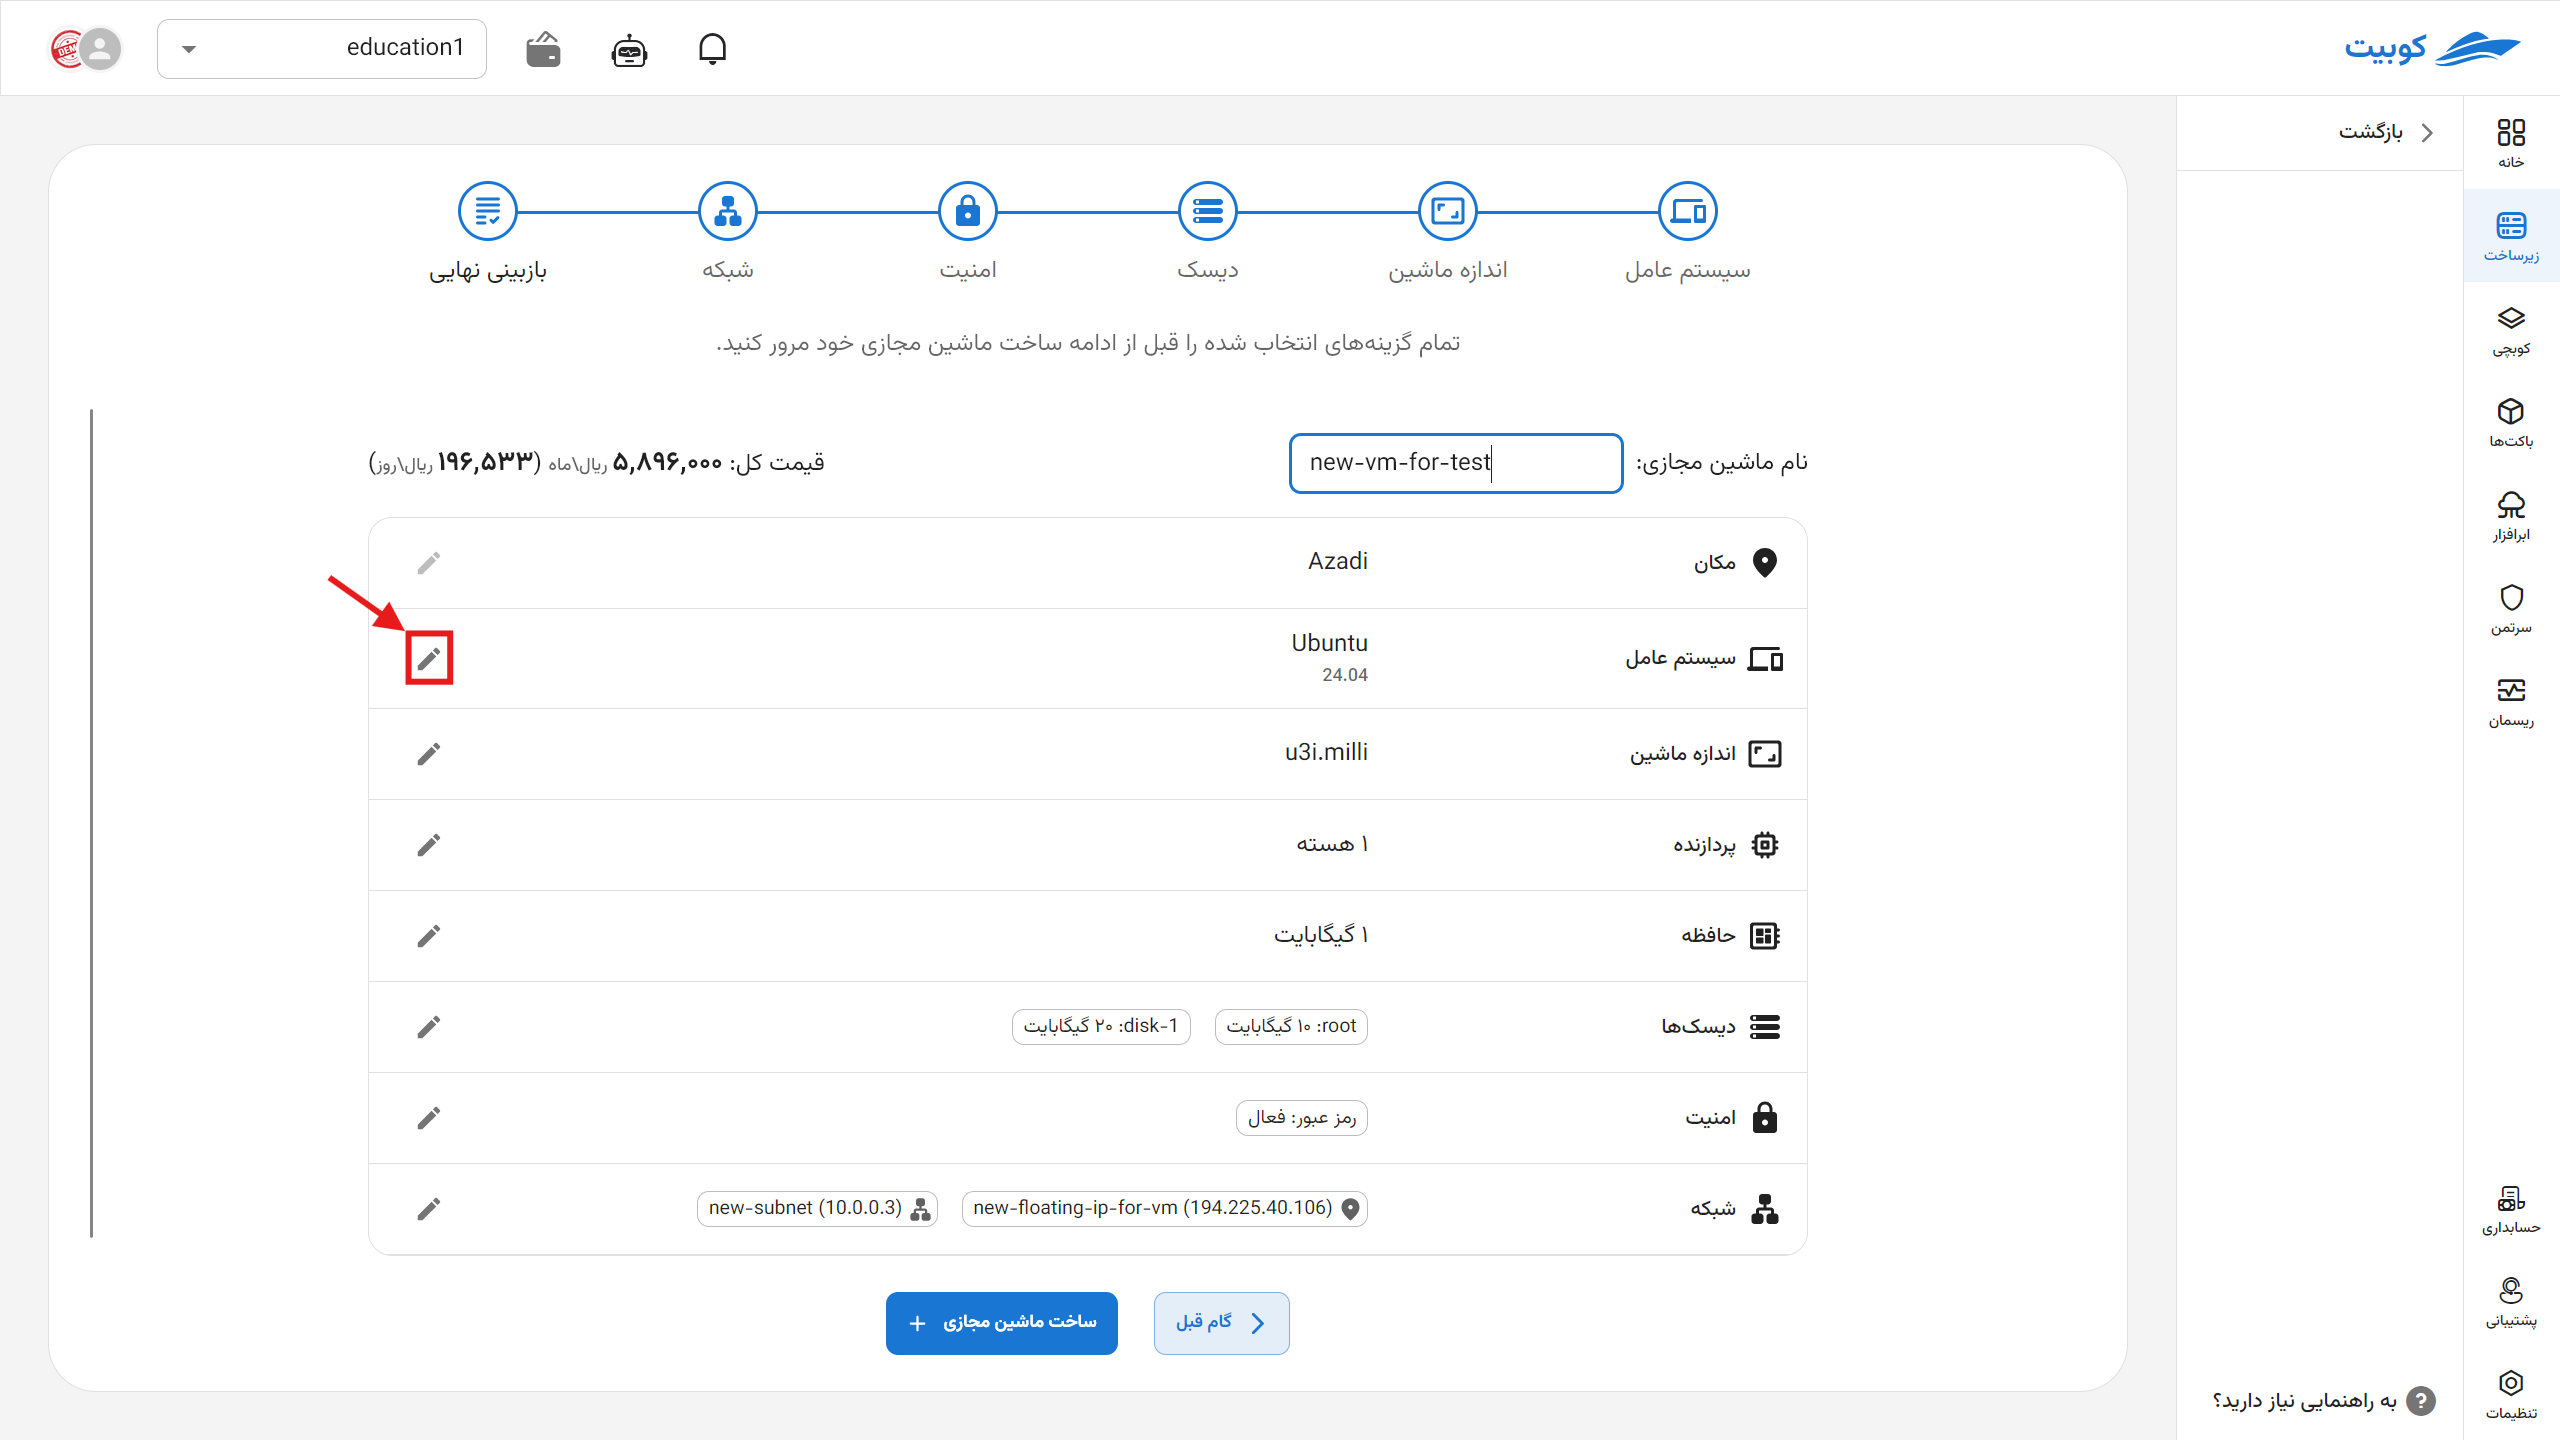 کوبیت
education1
DEMO
بازگشت
خانه
زیرساخت
کوبچی
باکت‌ها
ابرافزار
سرتمن
ریسمان
حسابداری
پشتیبانی
تنظیمات
به راهنمایی نیاز دارید؟
سیستم عامل
اندازه ماشین
دیسک
امنیت
شبکه
بازبینی نهایی
تمام گزینه‌های انتخاب شده را قبل از ادامه ساخت ماشین مجازی خود مرور کنید.
نام ماشین مجازی: new-vm-for-test
قیمت کل: ۵,۸۹۶,۰۰۰ ریال\ماه (۱۹۶,۵۳۳ ریال\روز)
مکان Azadi
سیستم عامل Ubuntu
24.04
اندازه ماشین u3i.milli
پردازنده ۱ هسته
حافظه ۱ گیگابایت
دیسک‌ها root: ۱۰ گیگابایت disk-1: ۲۰ گیگابایت
امنیت رمز عبور: فعال
شبکه new-floating-ip-for-vm (194.225.40.106) new-subnet (10.0.0.3)
گام قبل
ساخت ماشین مجازی +